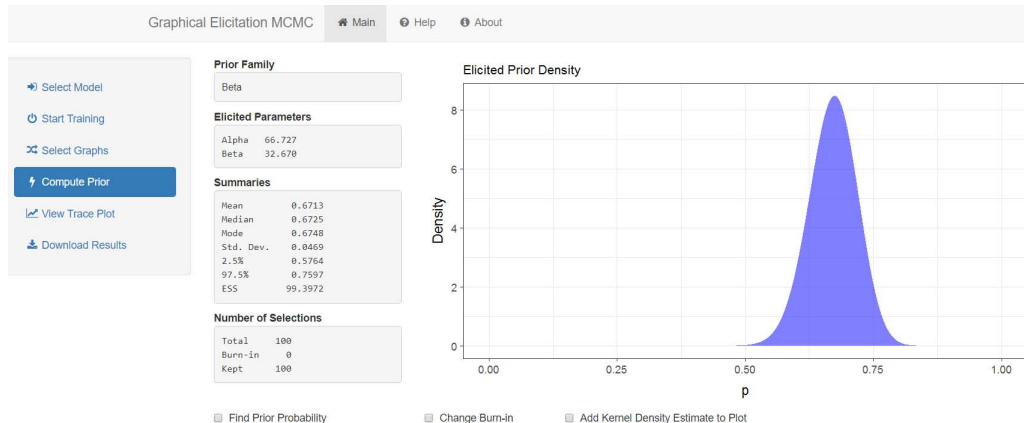 Graphical Elicitation MCMC Main Help About
Select Model
Start Training
Select Graphs
Compute Prior
View Trace Plot
Download Results
Prior Family
Beta
Elicited Parameters
Alpha 66.727
Beta 32.670
Summaries
Mean 0.6713
Median 0.6725
Mode 0.6748
Std. Dev. 0.0469
2.5% 0.5764
97.5% 0.7597
ESS 99.3972
Number of Selections
Total 100
Burn-in 0
Kept 100
Elicited Prior Density
Density
8
6
4
2
0
0.00 0.25 0.50 0.75 1.00
p
Find Prior Probability Change Burn-in Add Kernel Density Estimate to Plot